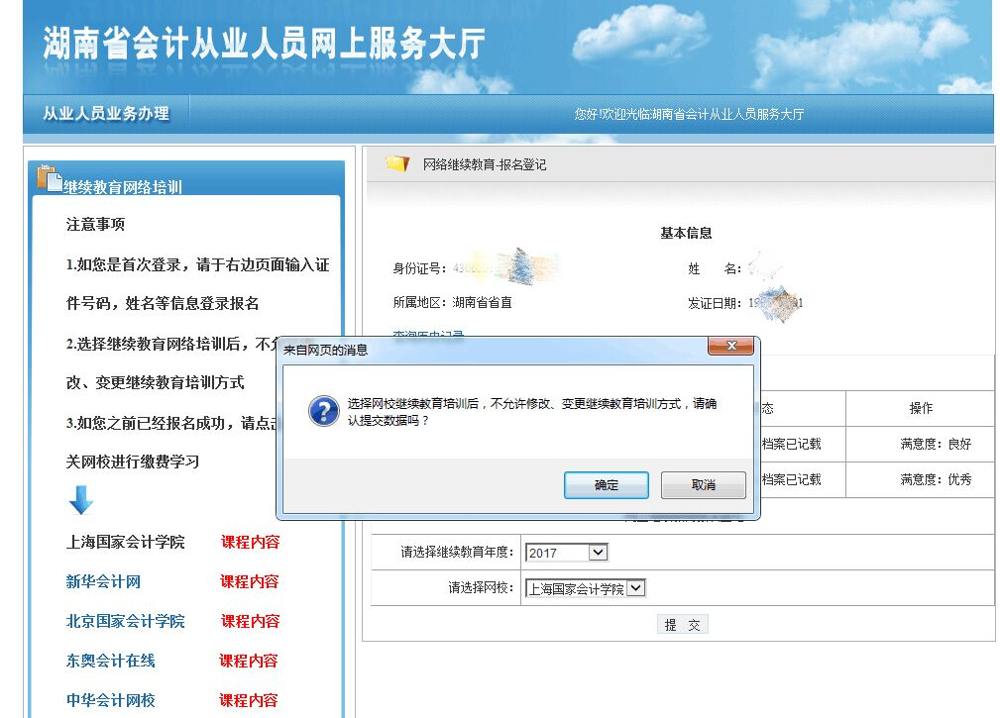 湖南省会计从业人员网上服务大厅
从业人员业务办理
您好!欢迎光临湖南省会计从业人员服务大厅
继续教育网络培训
注意事项
1.如您是首次登录，请于右边页面输入证
件号码，姓名等信息登录报名
2.选择继续教育网络培训后，不允
改、变更继续教育培训方式
3.如您之前已经报名成功，请点击
关网校进行缴费学习
上海国家会计学院 课程内容
新华会计网 课程内容
北京国家会计学院 课程内容
东奥会计在线 课程内容
中华会计网校 课程内容
网络继续教育-报名登记
基本信息
身份证号：
姓 名：
所属地区：湖南省省直
发证日期：
查询历史记录
来自网页的消息
选择网校继续教育培训后，不允许修改、变更继续教育培训方式，请确
认提交数据吗？
确定 取消
态 操作
档案已记载 满意度：良好
档案已记载 满意度：优秀
请选择继续教育年度： 2017
请选择网校： 上海国家会计学院
提 交